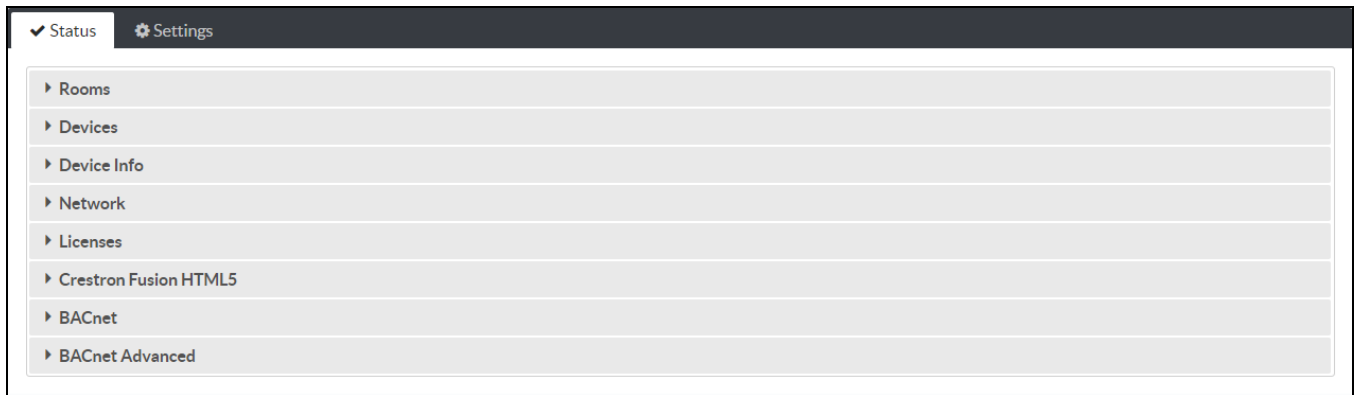 Status Settings
Rooms
Devices
Device Info
Network
Licenses
Crestron Fusion HTML5
BACnet
BACnet Advanced